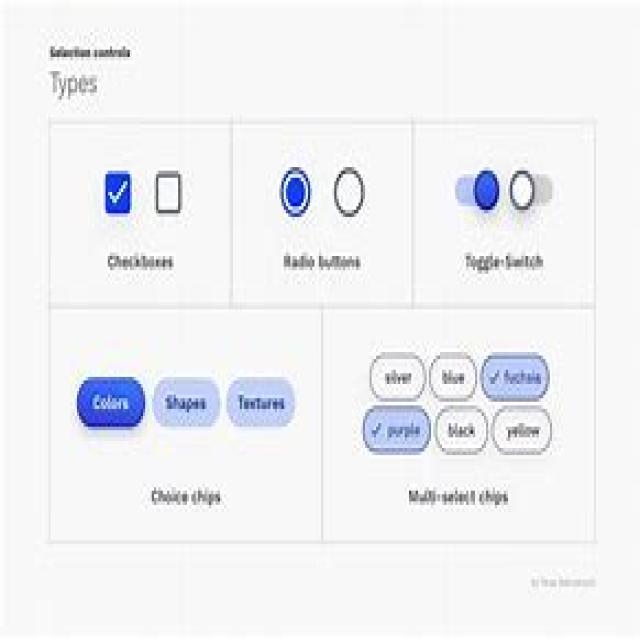 Selection controls
Types
Checkboxes
Radio buttons
Toggle-Switch
Colors
Shapes
Textures
Choice chips
silver
blue
✓ fuchsia
✓ purple
black
yellow
Multi-select chips